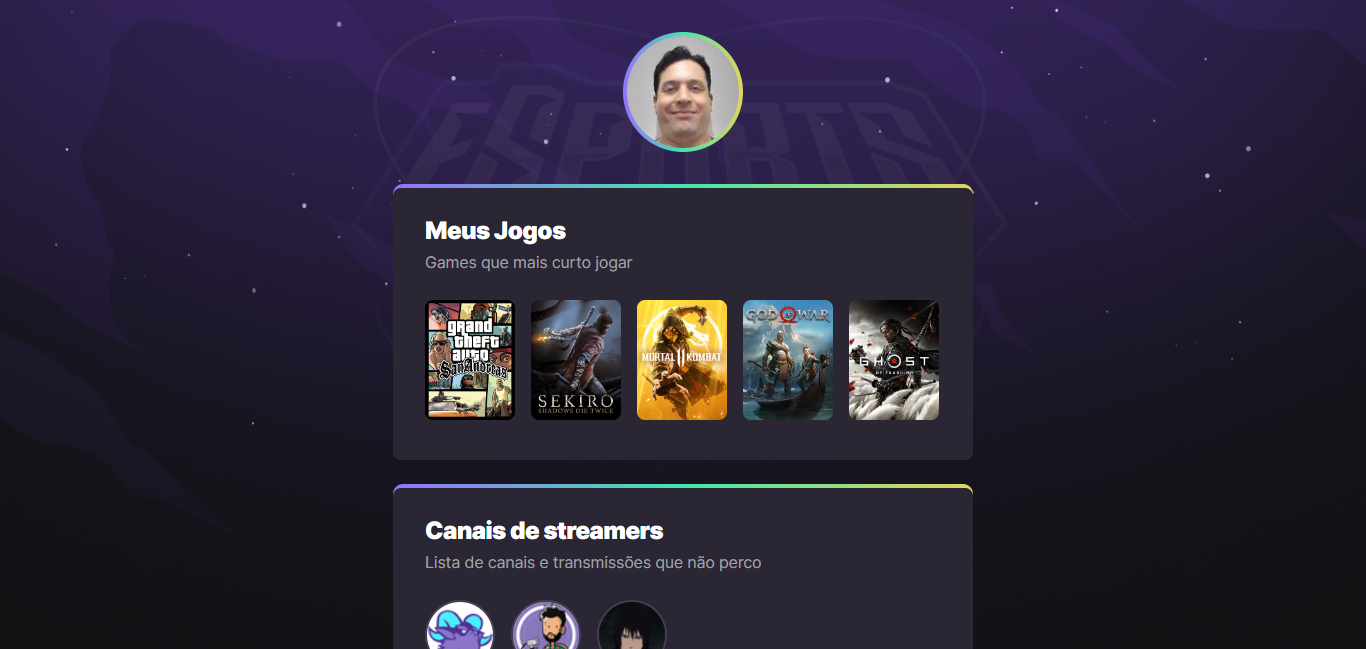 ESPORTS
Meus Jogos
Games que mais curto jogar
grand
theft
auto
San Andreas
SEKIRO
SHADOWS DIE TWICE
MORTAL 11 KOMBAT
GOD OF WAR
GHOST
OF TSUSHIMA
Canais de streamers
Lista de canais e transmissões que não perco